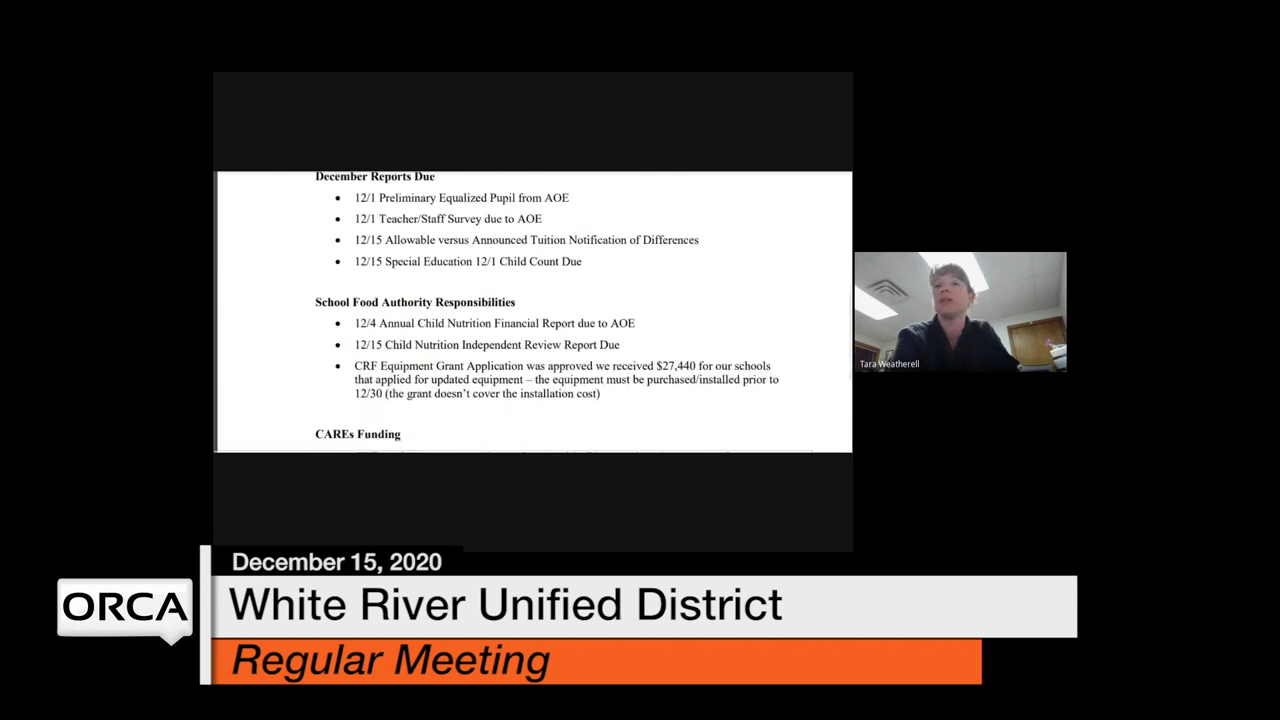 December Reports Due
• 12/1 Preliminary Equalized Pupil from AOE
• 12/1 Teacher/Staff Survey due to AOE
• 12/15 Allowable versus Announced Tuition Notification of Differences
• 12/15 Special Education 12/1 Child Count Due
School Food Authority Responsibilities
• 12/4 Annual Child Nutrition Financial Report due to AOE
• 12/15 Child Nutrition Independent Review Report Due
• CRF Equipment Grant Application was approved we received $27,440 for our schools
that applied for updated equipment – the equipment must be purchased/installed prior to
12/30 (the grant doesn't cover the installation cost)
CAREs Funding
Tara Weatherell
December 15, 2020
ORCA
White River Unified District
Regular Meeting